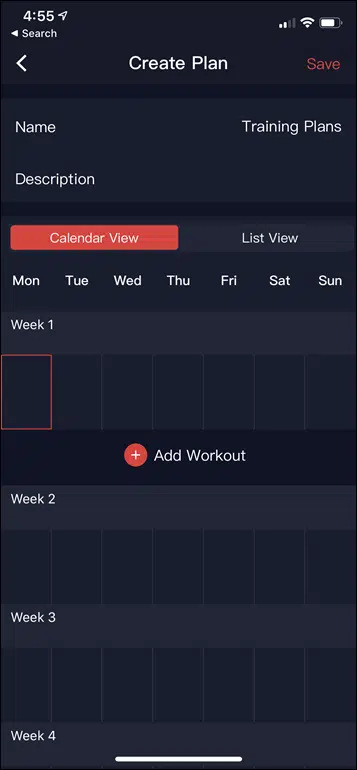 4:55
◀ Search
Create Plan Save
Name Training Plans
Description
Calendar View List View
Mon Tue Wed Thu Fri Sat Sun
Week 1
+ Add Workout
Week 2
Week 3
Week 4